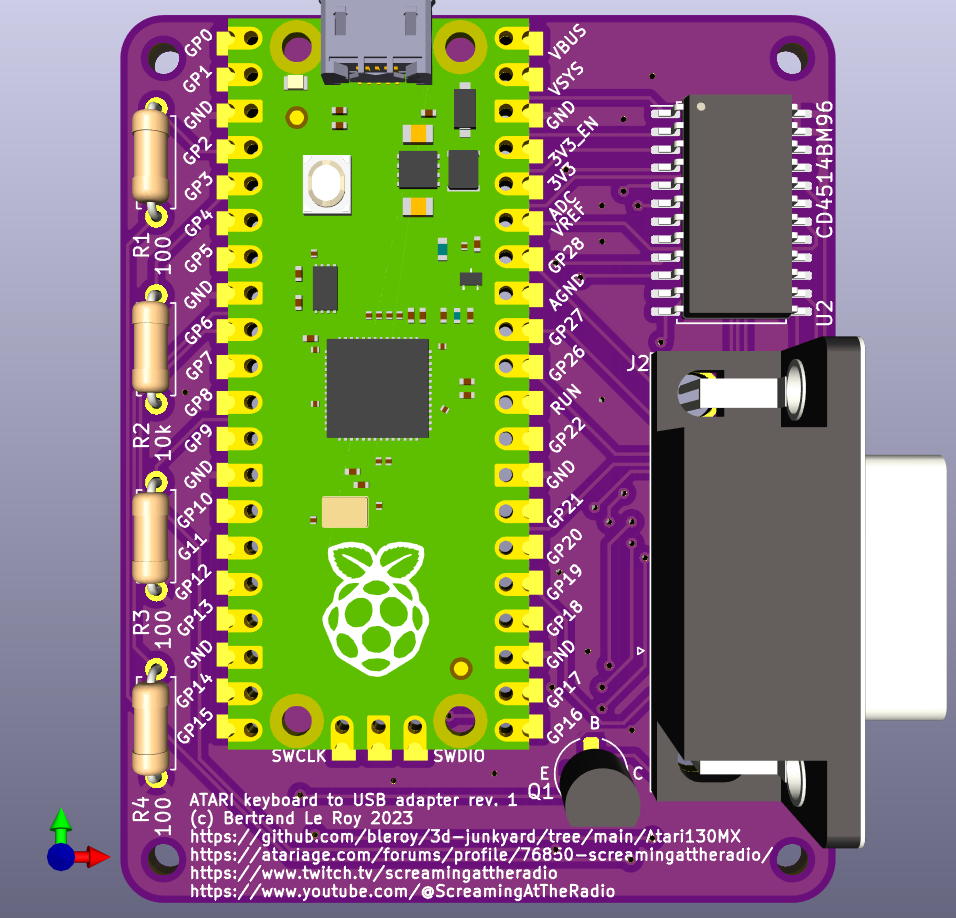 GP0
GP1
GND
GP2
GP3
GP4
GP5
GND
GP6
GP7
GP8
GP9
GND
GP10
G11
GP12
GP13
GND
GP14
GP15
VBUS
VSYS
GND
3V3_EN
3V3
ADC
VREF
GP28
AGND
GP27
GP26
RUN
GP22
GND
GP21
GP20
GP19
GP18
GND
GP17
GP16
R1
100
R2
10k
R3
100
R4
100
CD4514BM96
U2
J2
SWCLK
SWDIO
B
E
C
Q1
ATARI keyboard to USB adapter rev. 1
(c) Bertrand Le Roy 2023
https://github.com/bleroy/3d-junkyard/tree/main/Atari130MX
https://atariage.com/forums/profile/76850-screamingattheradio/
https://www.twitch.tv/screamingattheradio
https://www.youtube.com/@ScreamingAtTheRadio